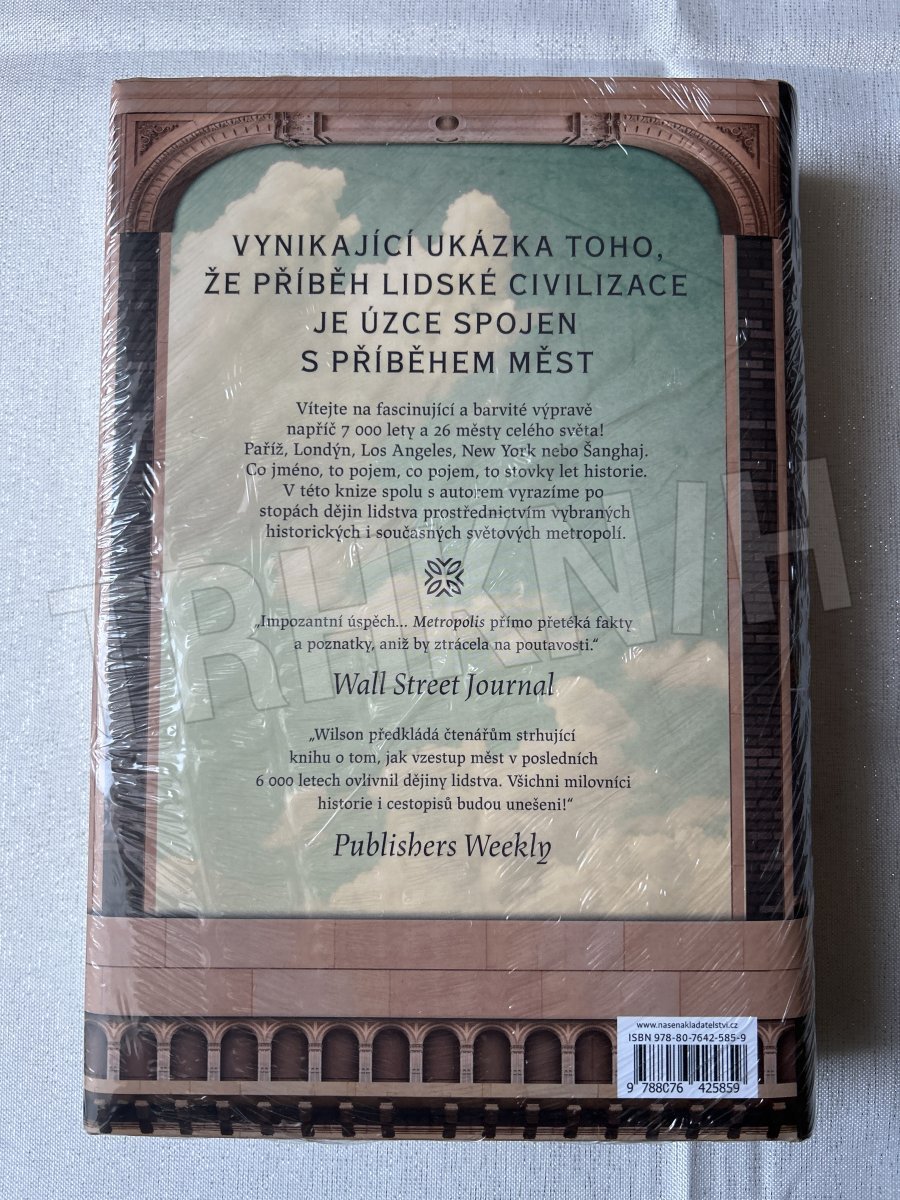 VYNIKAJÍCÍ UKÁZKA TOHO,
ŽE PŘÍBĚH LIDSKÉ CIVILIZACE
JE ÚZCE SPOJEN
S PŘÍBĚHEM MĚST
Vítejte na fascinující a barvité výpravě
napříč 7 000 lety a 26 městy celého světa!
Paříž, Londýn, Los Angeles, New York nebo Šanghaj.
Co jméno, to pojem, co pojem, to stovky let historie.
V této knize spolu s autorem vyrazíme po
stopách dějin lidstva prostřednictvím vybraných
historických i současných světových metropolí.
„Impozantní úspěch... Metropolis přímo přetéká fakty
a poznatky, aniž by ztrácela na poutavosti.“
Wall Street Journal
„Wilson předkládá čtenářům strhující
knihu o tom, jak vzestup měst v posledních
6 000 letech ovlivnil dějiny lidstva. Všichni milovníci
historie i cestopisů budou unešeni!“
Publishers Weekly
www.nasenakladatelstvi.cz
ISBN 978-80-7642-585-9
9 788076 425859
TRHKNIH